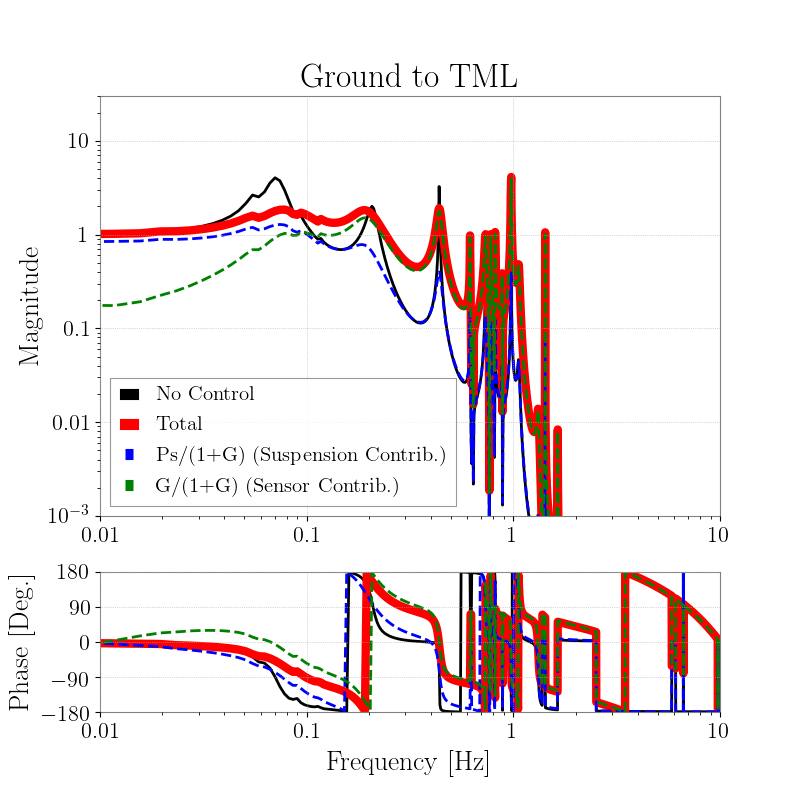 Ground to TML
Magnitude
10
1
0.1
0.01
10⁻³
No Control
Total
Ps/(1+G) (Suspension Contrib.)
G/(1+G) (Sensor Contrib.)
0.01 0.1 1 10
Phase [Deg.]
180
90
0
−90
−180
0.01 0.1 1 10
Frequency [Hz]